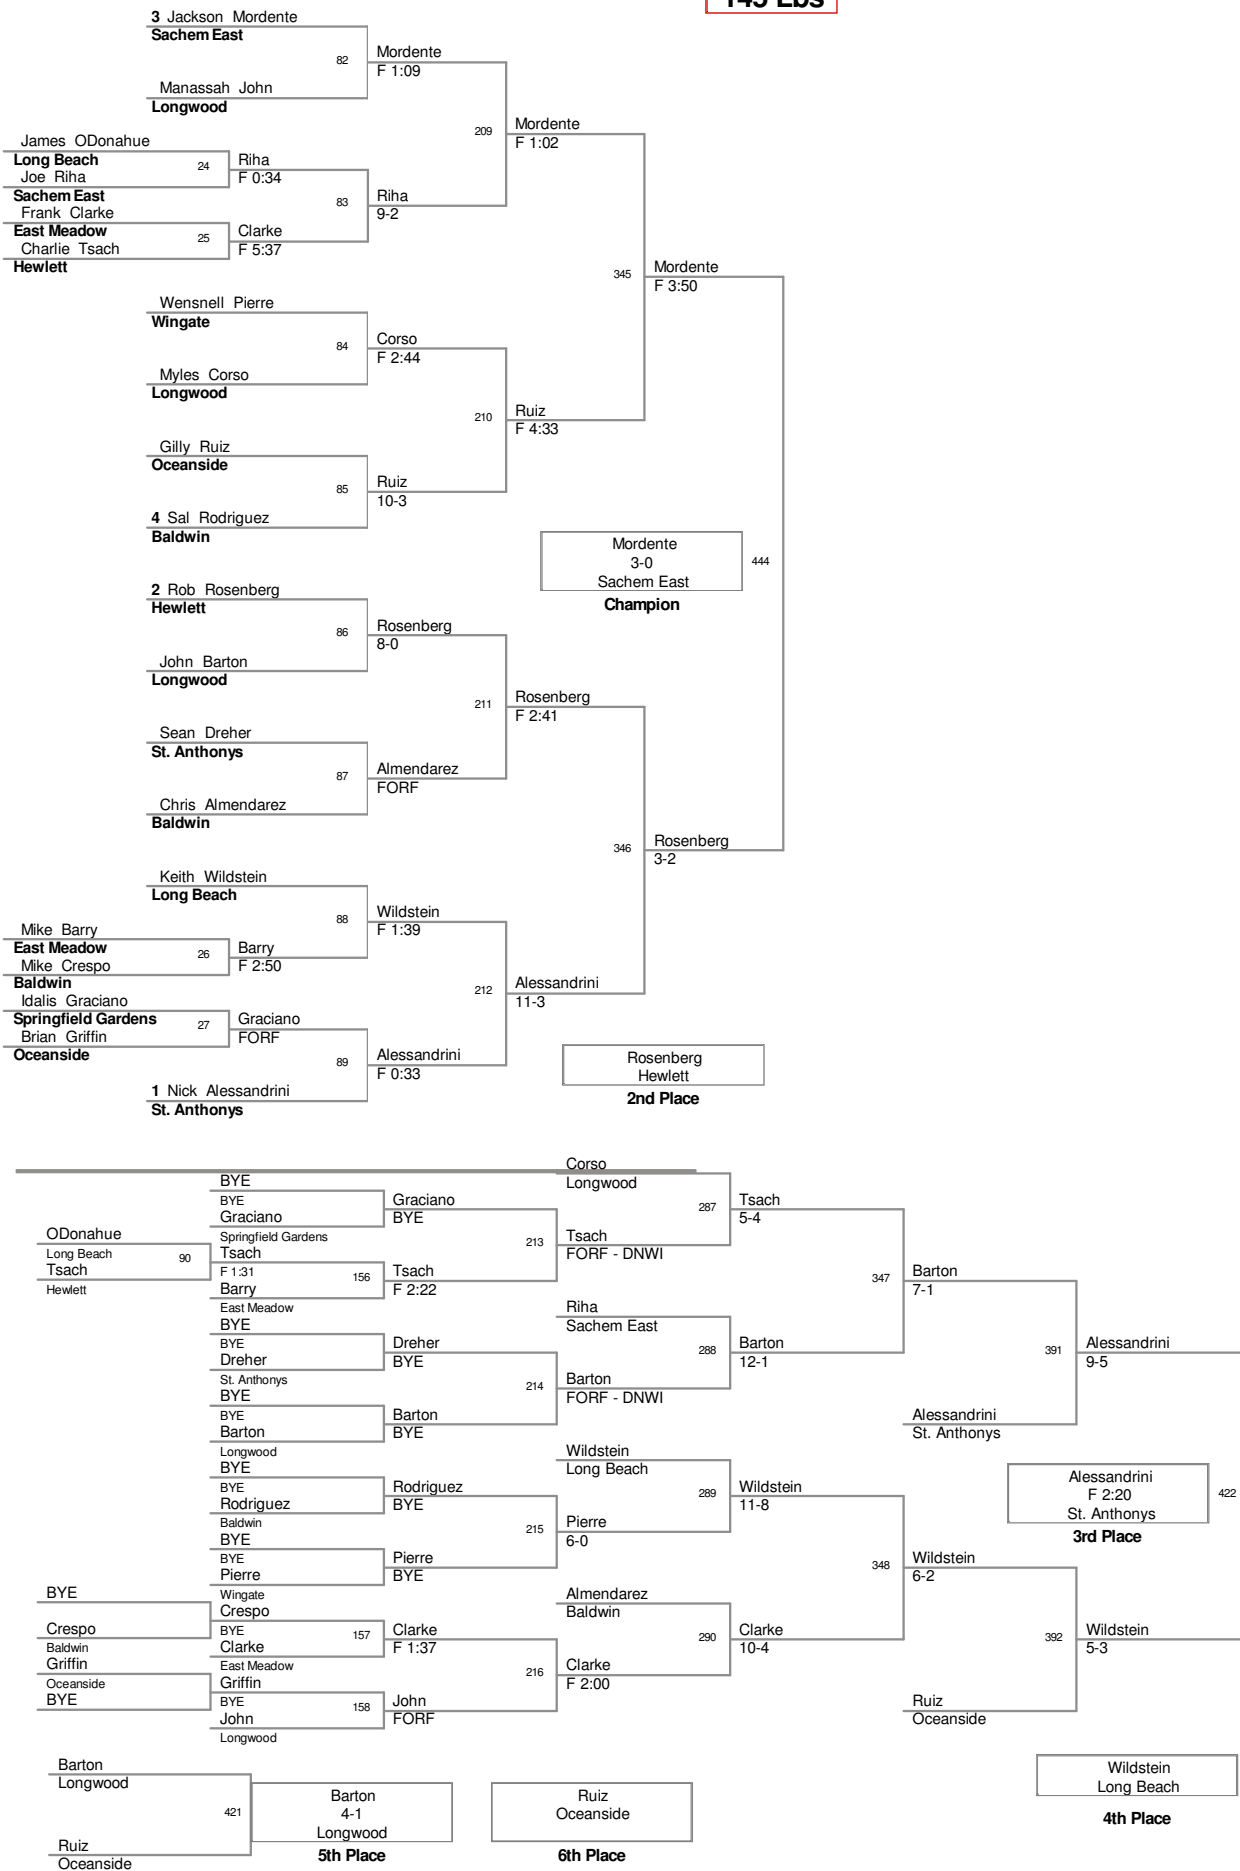 145 Lbs
3 Jackson Mordente
Sachem East
82
Mordente
F 1:09
Manassah John
Longwood
209
Mordente
F 1:02
James ODonahue
Long Beach
24
Riha
F 0:34
Joe Riha
Sachem East
83
Riha
9-2
Frank Clarke
East Meadow
25
Clarke
F 5:37
Charlie Tsach
Hewlett
345
Mordente
F 3:50
Wensnell Pierre
Wingate
84
Corso
F 2:44
Myles Corso
Longwood
210
Ruiz
F 4:33
Gilly Ruiz
Oceanside
85
Ruiz
10-3
4 Sal Rodriguez
Baldwin
Mordente
3-0
Sachem East
444
Champion
2 Rob Rosenberg
Hewlett
86
Rosenberg
8-0
John Barton
Longwood
211
Rosenberg
F 2:41
Sean Dreher
St. Anthonys
87
Almendarez
FORF
Chris Almendarez
Baldwin
346
Rosenberg
3-2
Keith Wildstein
Long Beach
88
Wildstein
F 1:39
Mike Barry
East Meadow
26
Barry
F 2:50
Mike Crespo
Baldwin
212
Alessandrini
11-3
Idalis Graciano
Springfield Gardens
27
Graciano
FORF
Brian Griffin
Oceanside
89
Alessandrini
F 0:33
1 Nick Alessandrini
St. Anthonys
Rosenberg
Hewlett
2nd Place
Corso
Longwood
BYE
BYE
Graciano
Springfield Gardens
Graciano
BYE
287
Tsach
5-4
ODonahue
Long Beach
90
Tsach
Hewlett
213
Tsach
FORF - DNWI
Tsach
F 1:31
156
Tsach
F 2:22
Barry
East Meadow
347
Barton
7-1
Riha
Sachem East
BYE
BYE
Dreher
St. Anthonys
Dreher
BYE
288
Barton
12-1
391
Alessandrini
9-5
214
Barton
FORF - DNWI
BYE
BYE
Barton
Longwood
Barton
BYE
Alessandrini
St. Anthonys
Wildstein
Long Beach
BYE
BYE
Rodriguez
Baldwin
Rodriguez
BYE
289
Wildstein
11-8
Alessandrini
F 2:20
St. Anthonys
422
3rd Place
215
Pierre
6-0
BYE
BYE
Pierre
Wingate
Pierre
BYE
348
Wildstein
6-2
Almendarez
Baldwin
BYE
Crespo
Baldwin
Crespo
BYE
157
Clarke
F 1:37
Clarke
East Meadow
290
Clarke
10-4
392
Wildstein
5-3
Griffin
Oceanside
BYE
216
Clarke
F 2:00
Griffin
BYE
158
John
FORF
John
Longwood
Ruiz
Oceanside
Barton
Longwood
421
Ruiz
Oceanside
Barton
4-1
Longwood
5th Place
Ruiz
Oceanside
6th Place
Wildstein
Long Beach
4th Place